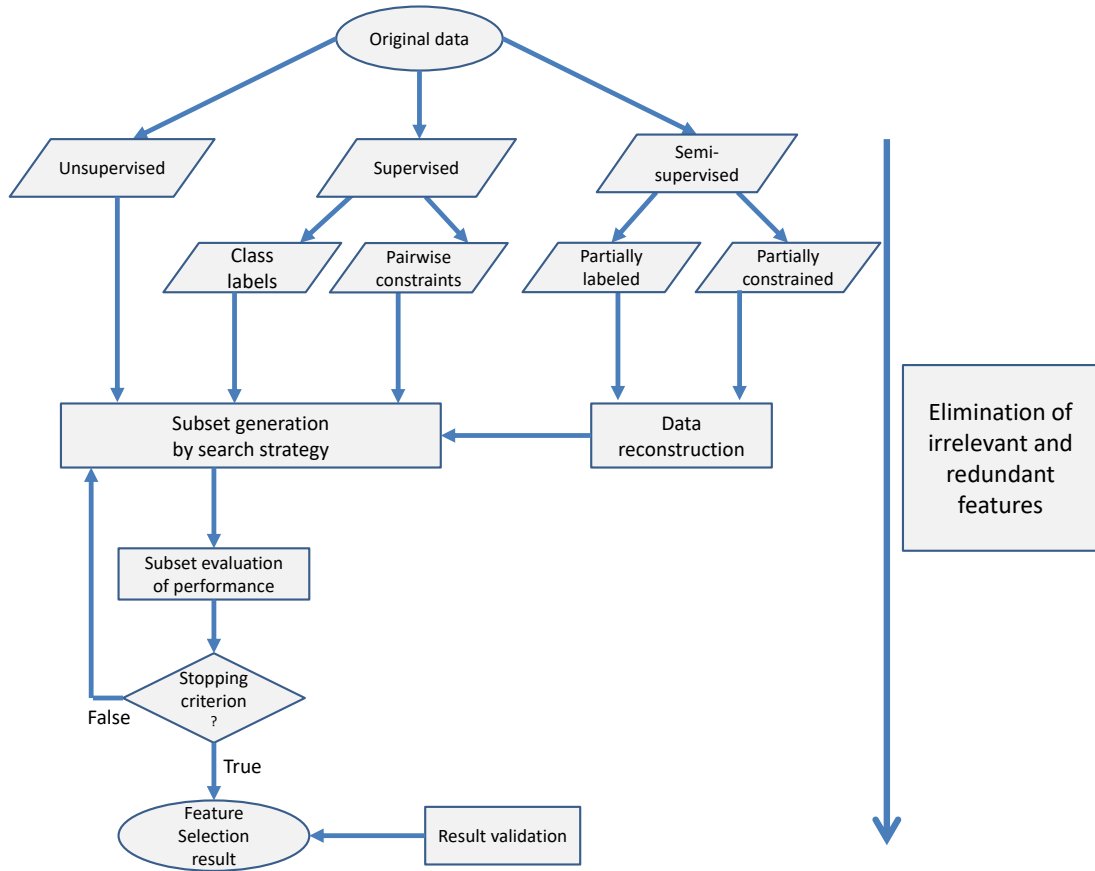 Original data
Unsupervised
Supervised
Semi-
supervised
Class
labels
Pairwise
constraints
Partially
labeled
Partially
constrained
Subset generation
by search strategy
Data
reconstruction
Elimination of
irrelevant and
redundant
features
Subset evaluation
of performance
Stopping
criterion
?
False
True
Feature
Selection
result
Result validation